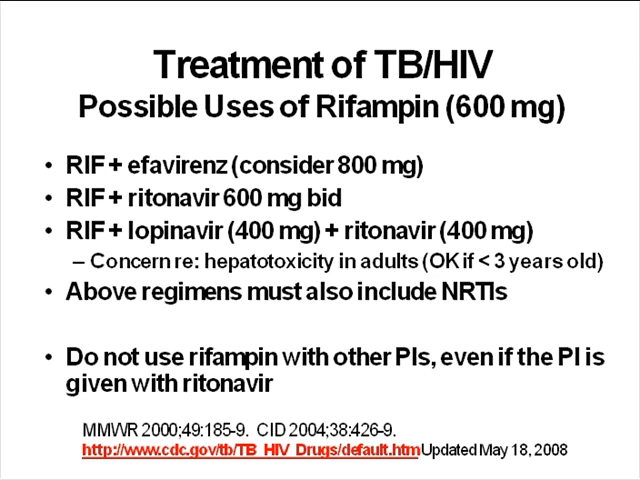 Treatment of TB/HIV
Possible Uses of Rifampin (600 mg)
• RIF + efavirenz (consider 800 mg)
• RIF + ritonavir 600 mg bid
• RIF + lopinavir (400 mg) + ritonavir (400 mg)
– Concern re: hepatotoxicity in adults (OK if < 3 years old)
• Above regimens must also include NRTIs
• Do not use rifampin with other PIs, even if the PI is
given with ritonavir
MMWR 2000;49:185-9. CID 2004;38:426-9.
http://www.cdc.gov/tb/TB_HIV_Drugs/default.htm Updated May 18, 2008